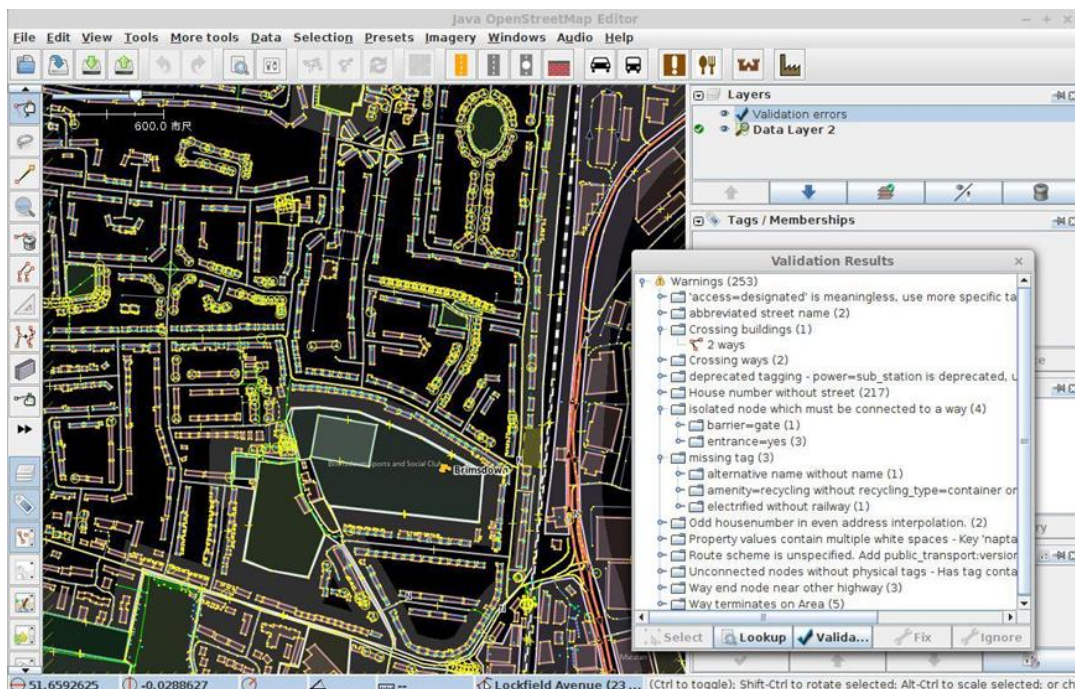 Java OpenStreetMap Editor
File Edit View Tools More tools Data Selection Presets Imagery Windows Audio Help
600.0 市尺
Layers
Validation errors
Data Layer 2
Tags / Memberships
Validation Results
Warnings (253)
'access=designated' is meaningless, use more specific ta
abbreviated street name (2)
Crossing buildings (1)
2 ways
Crossing ways (2)
deprecated tagging - power=sub_station is deprecated, u
House number without street (217)
isolated node which must be connected to a way (4)
barrier=gate (1)
entrance=yes (3)
missing tag (3)
alternative name without name (1)
amenity=recycling without recycling_type=container or
electrified without railway (1)
Odd housenumber in even address interpolation. (2)
Property values contain multiple white spaces - Key 'napta
Route scheme is unspecified. Add public_transport:version
Unconnected nodes without physical tags - Has tag conta
Way end node near other highway (3)
Way terminates on Area (5)
Select Lookup Valida... Fix Ignore
Sports and Social Club
Brimsdown
51.6592625 -0.0288627 -- Lockfield Avenue (23 ... (Ctrl to toggle); Shift-Ctrl to rotate selected; Alt-Ctrl to scale selected; or ch